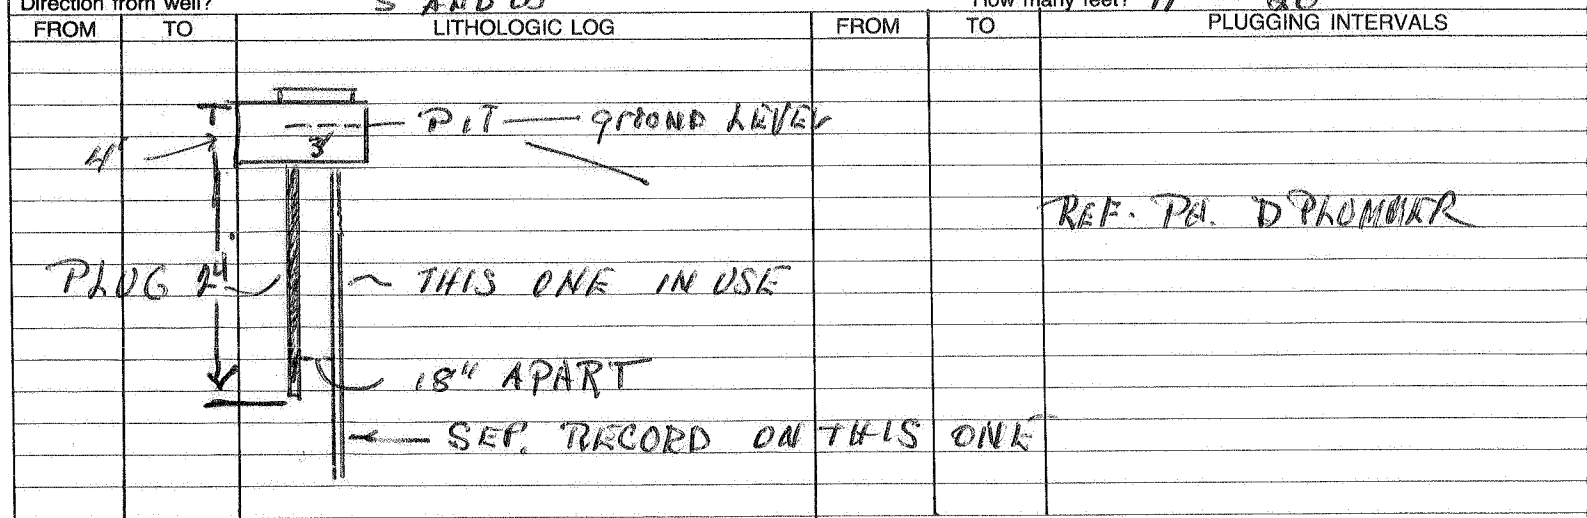 Direction from well? S AND W How many feet?
FROM TO LITHOLOGIC LOG FROM TO PLUGGING INTERVALS
PIT GROUND LEVEL
4' 3'
REF. PH. D PLUMMER
PLUG 24 THIS ONE IN USE
18" APART
SEP. RECORD ON THIS ONE